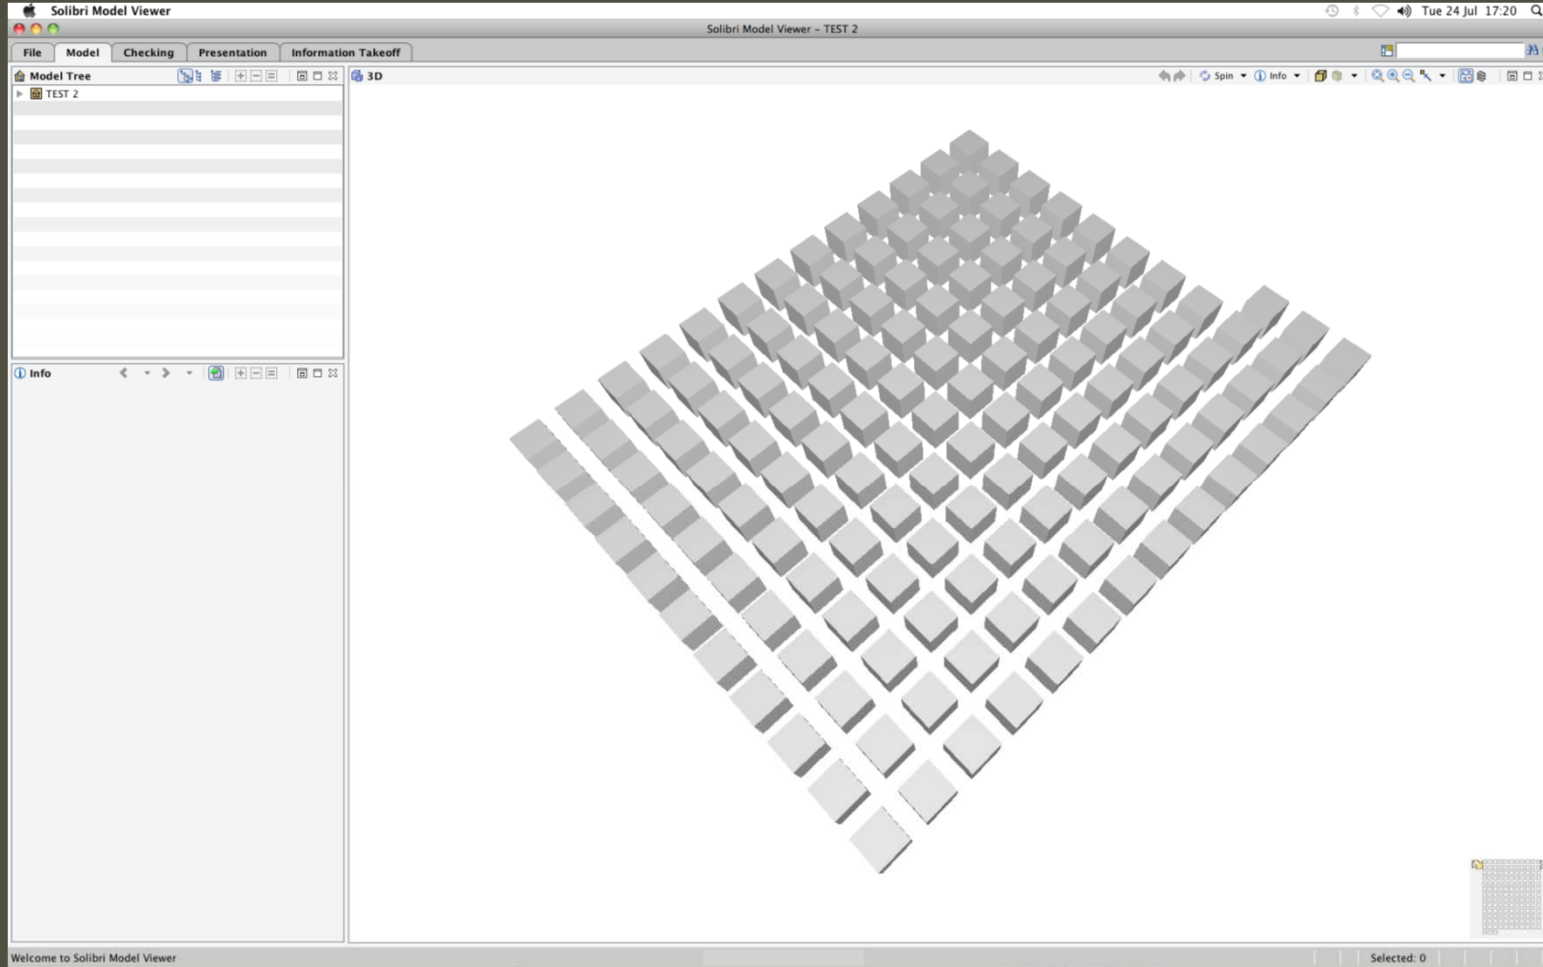 Solibri Model Viewer
Tue 24 Jul 17:20
Solibri Model Viewer – TEST 2
File
Model
Checking
Presentation
Information Takeoff
Model Tree
3D
Spin
Info
TEST 2
Info
Welcome to Solibri Model Viewer
Selected: 0